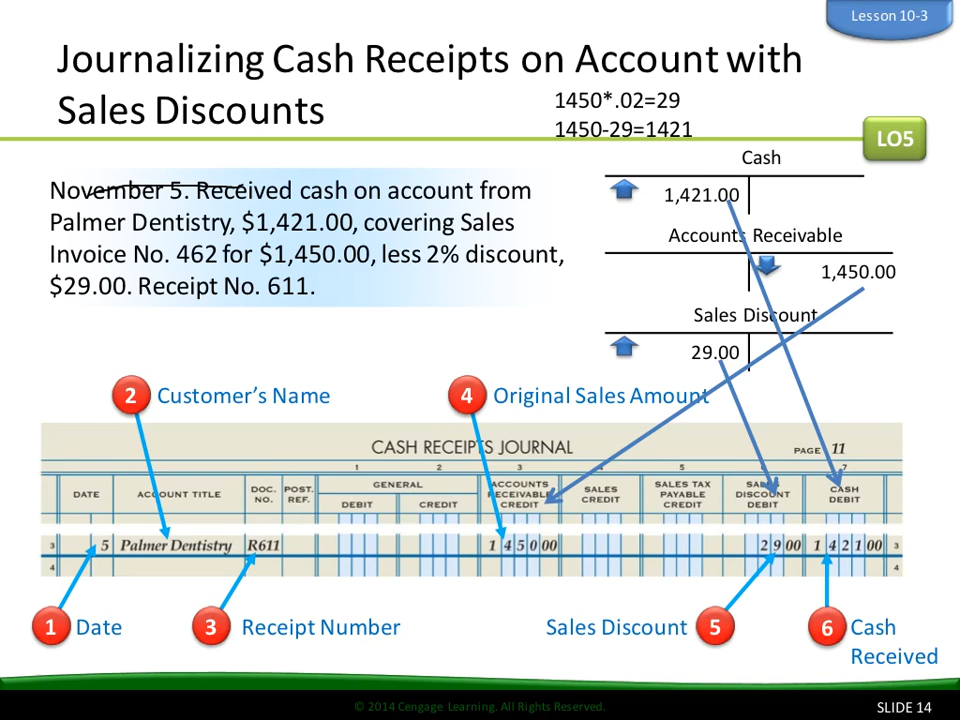 Lesson 10-3
Journalizing Cash Receipts on Account with
Sales Discounts
1450*.02=29
1450-29=1421
LO5
November 5. Received cash on account from
Palmer Dentistry, $1,421.00, covering Sales
Invoice No. 462 for $1,450.00, less 2% discount,
$29.00. Receipt No. 611.
Cash
1,421.00
Accounts Receivable
1,450.00
Sales Discount
29.00
2 Customer's Name
4 Original Sales Amount
CASH RECEIPTS JOURNAL PAGE 11
1 2 3 4 5 6 7
DATE ACCOUNT TITLE DOC. NO. POST. REF. GENERAL DEBIT CREDIT ACCOUNTS RECEIVABLE CREDIT SALES CREDIT SALES TAX PAYABLE CREDIT SALES DISCOUNT DEBIT CASH DEBIT
3 5 Palmer Dentistry R611 1 4 5 0 00 2 9 00 1 4 2 1 00 3
4 4
1 Date
3 Receipt Number
Sales Discount 5
6 Cash
Received
© 2014 Cengage Learning. All Rights Reserved.
SLIDE 14